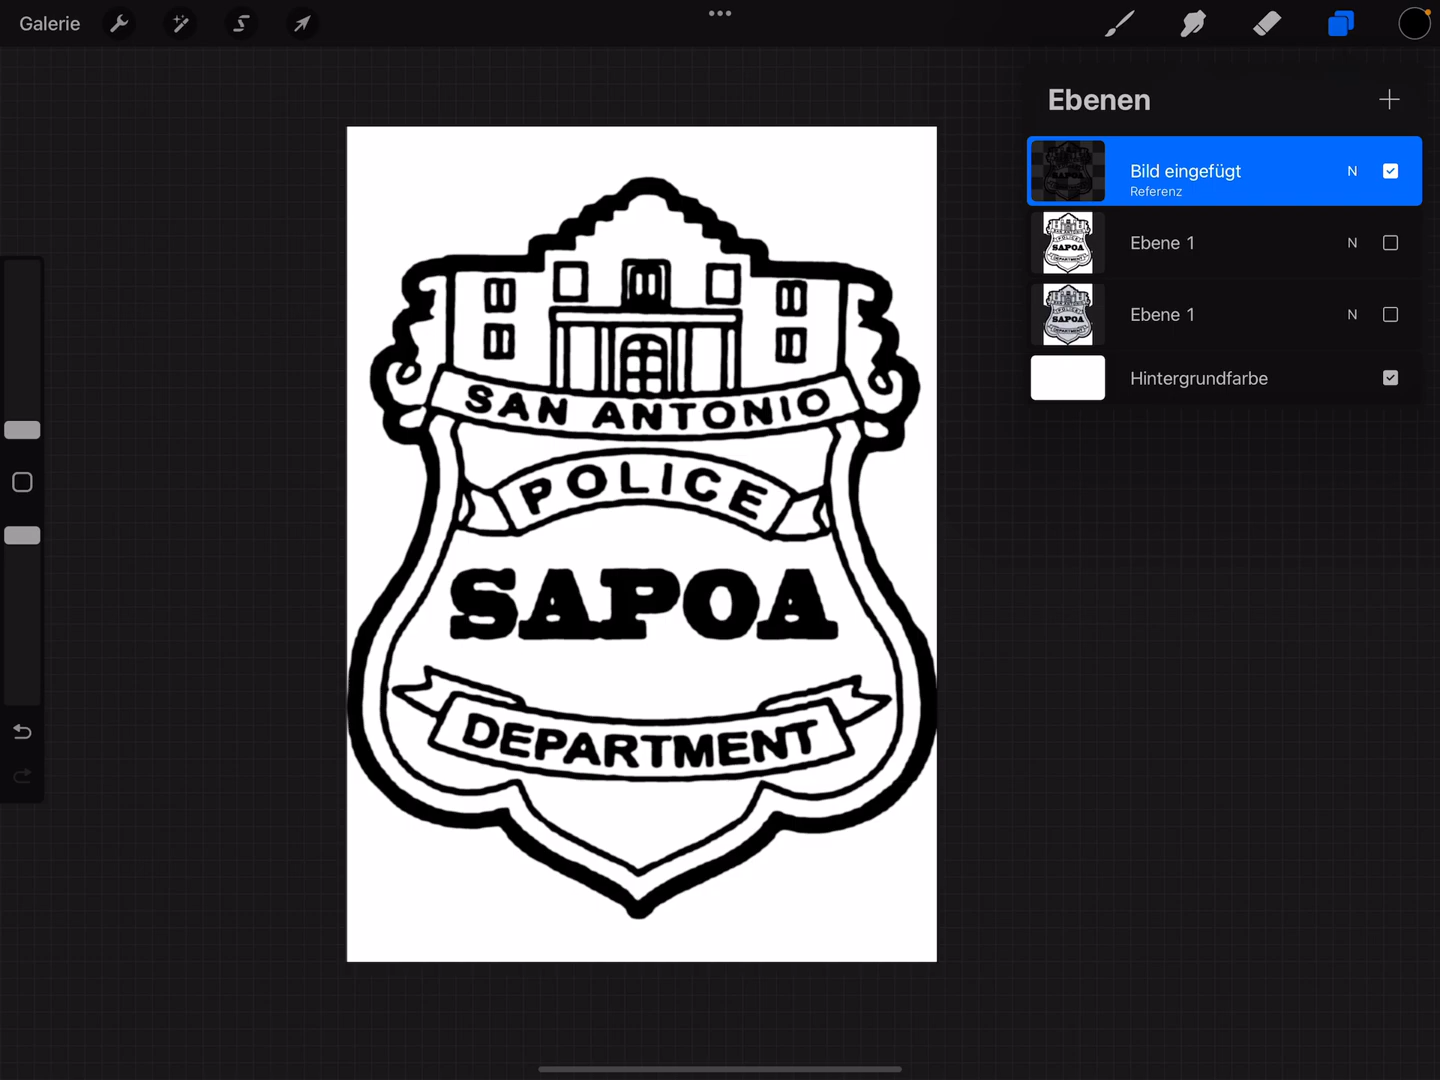 Galerie
Ebenen
Bild eingefügt
N
Referenz
Ebene 1
N
Ebene 1
N
Hintergrundfarbe
SAN ANTONIO
POLICE
SAPOA
DEPARTMENT